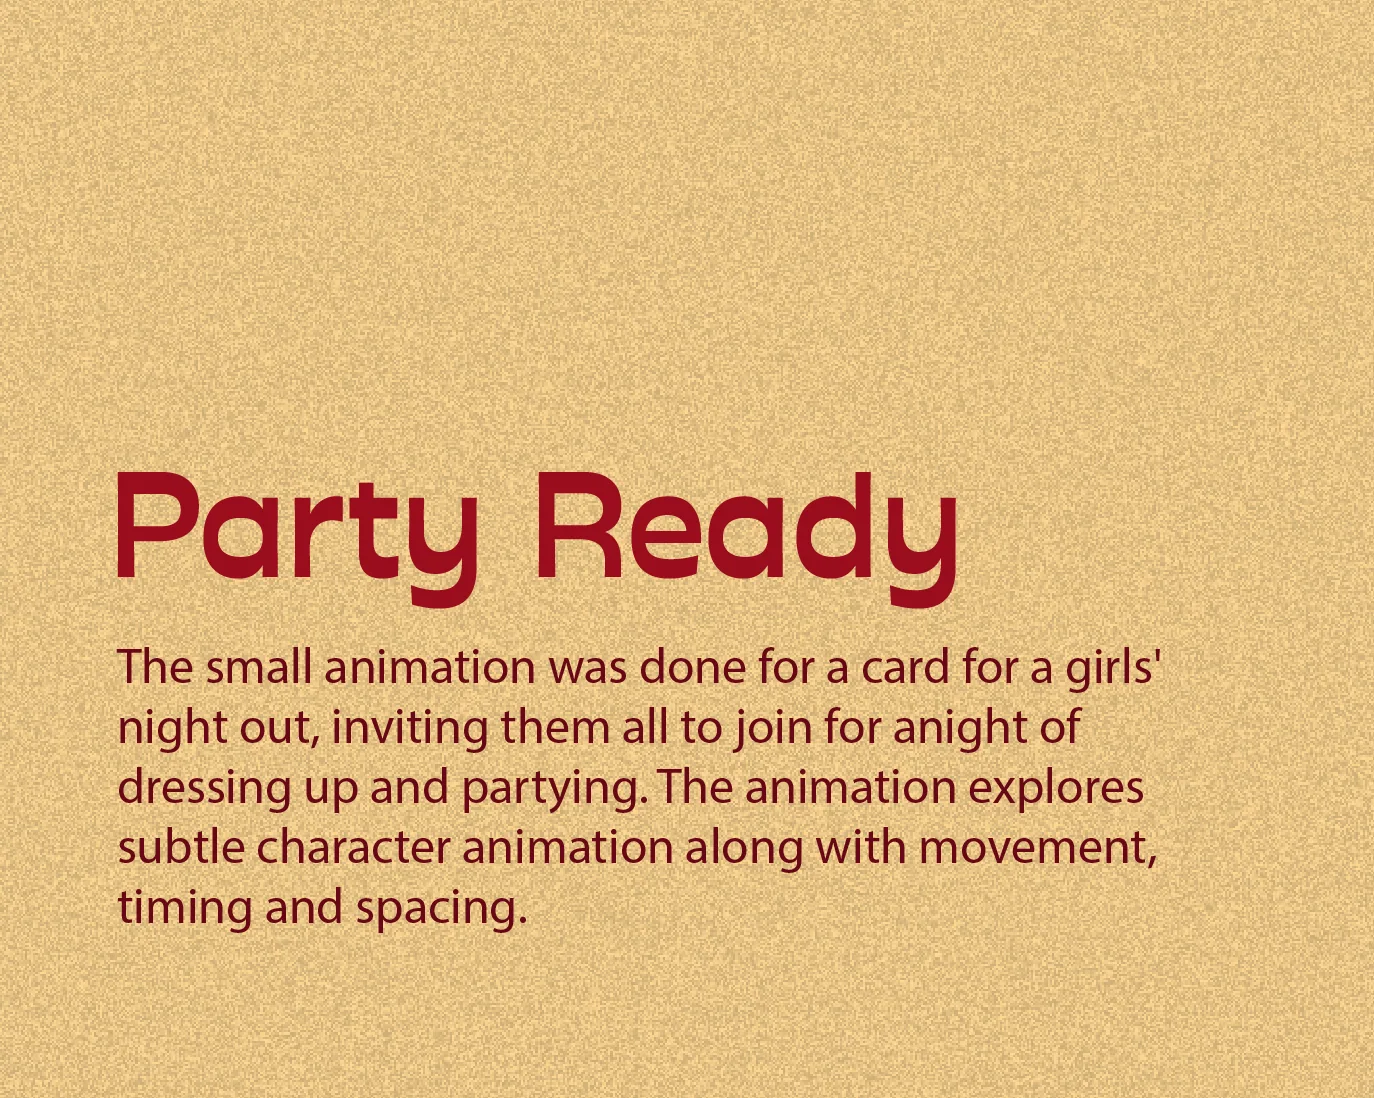 Party Ready
The small animation was done for a card for a girls'
night out, inviting them all to join for anight of
dressing up and partying. The animation explores
subtle character animation along with movement,
timing and spacing.